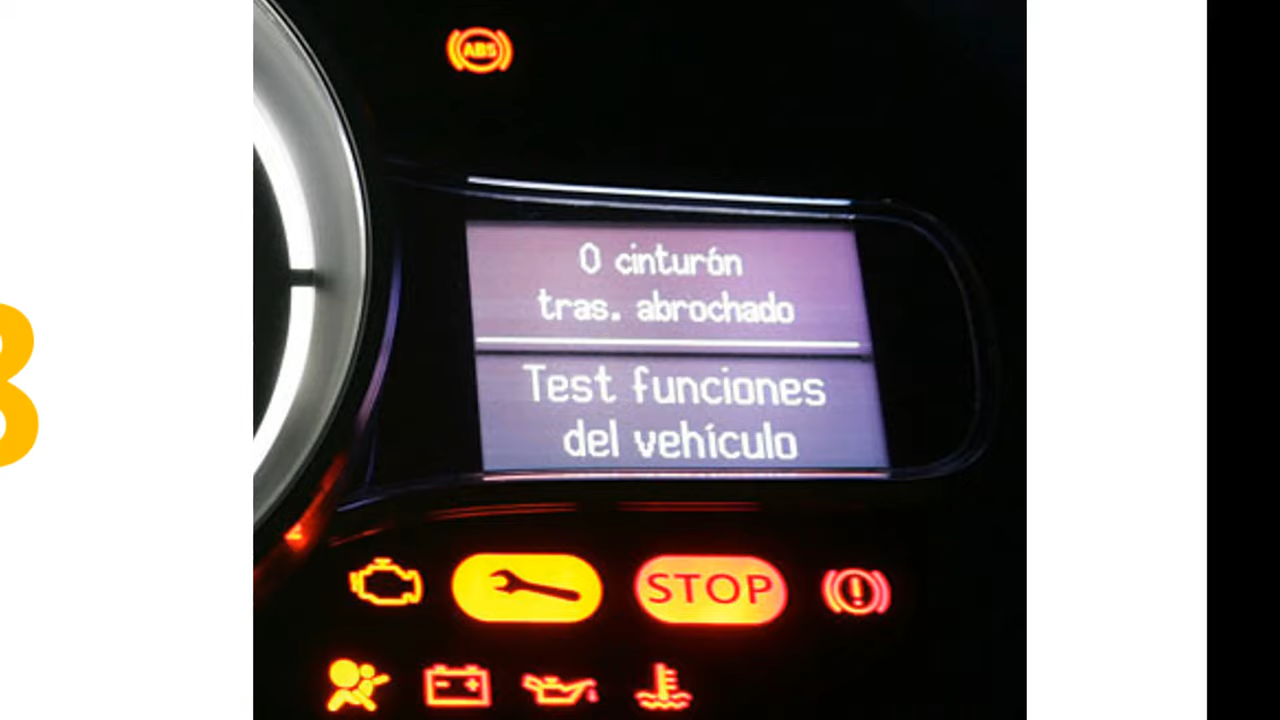 ABS
0 cinturón
tras. abrochado
Test funciones
del vehículo
STOP